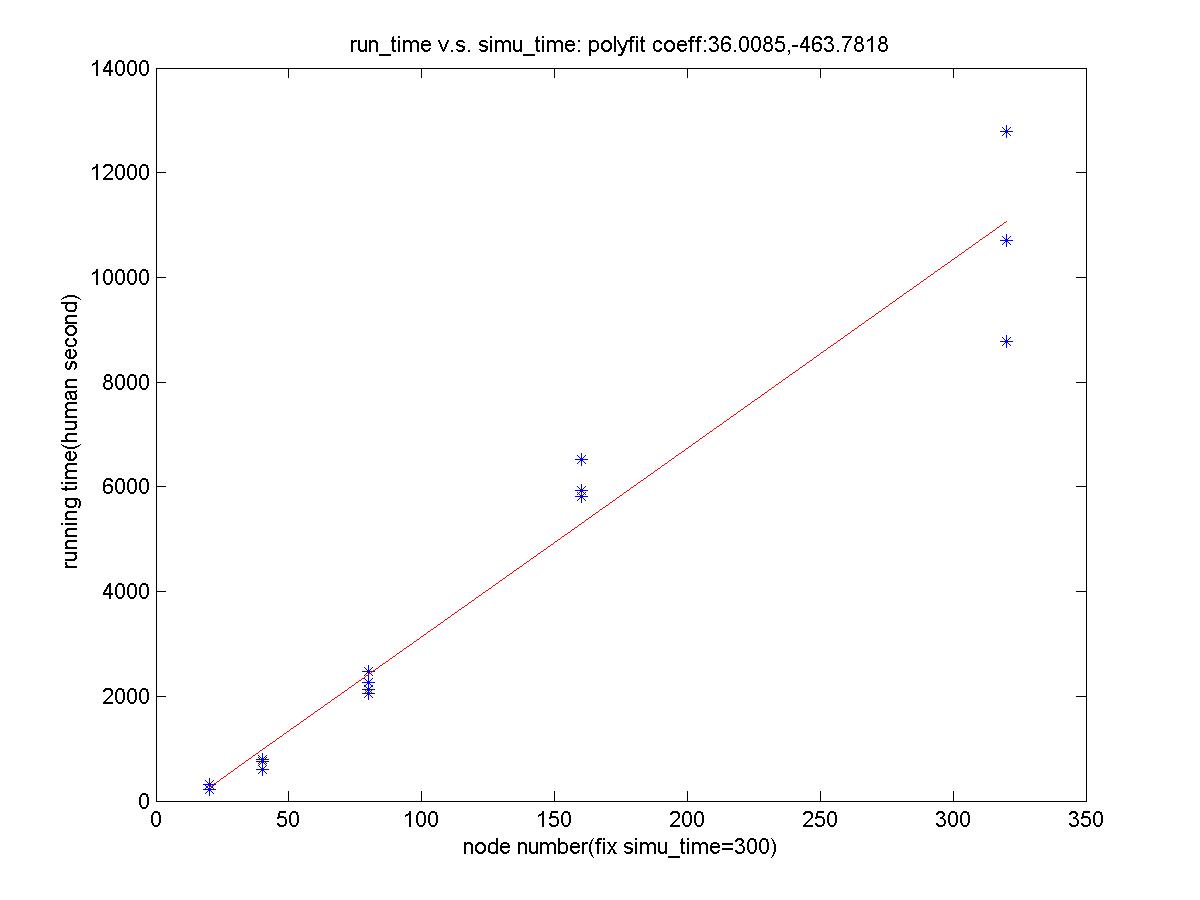 run_time v.s. simu_time: polyfit coeff:36.0085,-463.7818
14000
12000
10000
8000
6000
4000
2000
0
running time(human second)
0 50 100 150 200 250 300 350
node number(fix simu_time=300)